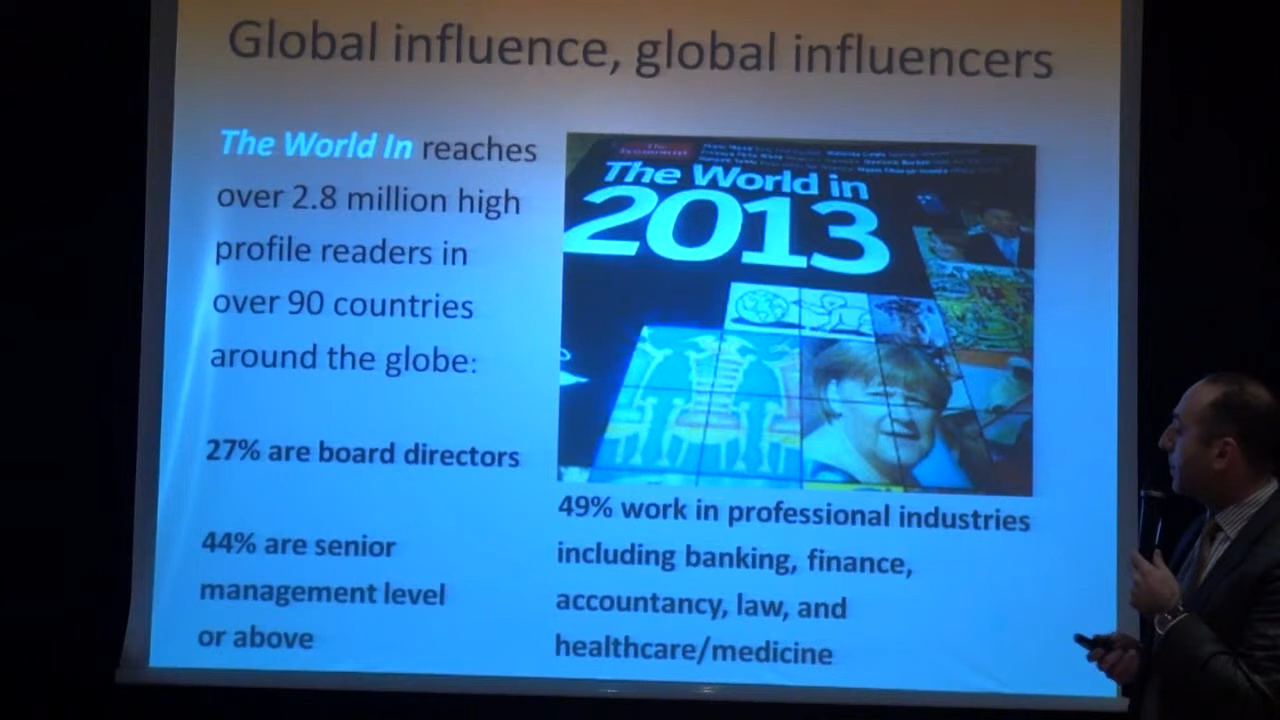 Global influence, global influencers
The World In reaches
over 2.8 million high
profile readers in
over 90 countries
around the globe:
27% are board directors
44% are senior
management level
or above
The Economist
The World in
2013
49% work in professional industries
including banking, finance,
accountancy, law, and
healthcare/medicine